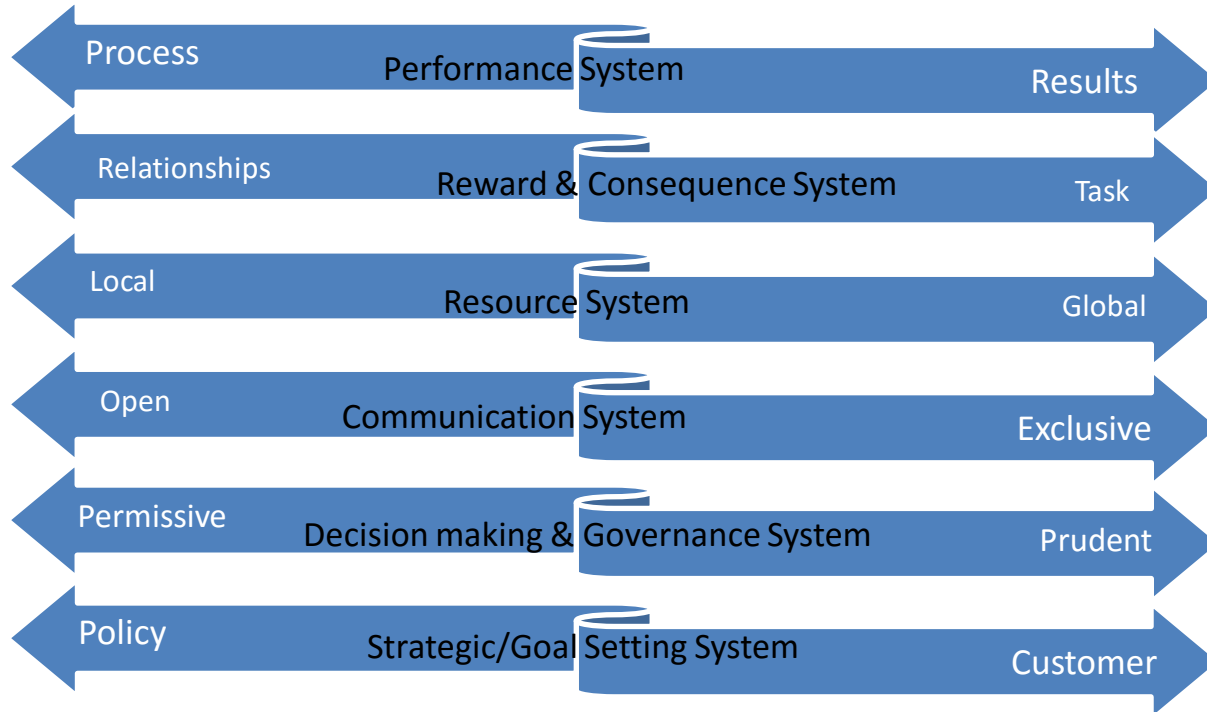 Process
Performance System
Results
Relationships
Reward & Consequence System
Task
Local
Resource System
Global
Open
Communication System
Exclusive
Permissive
Decision making & Governance System
Prudent
Policy
Strategic/Goal Setting System
Customer